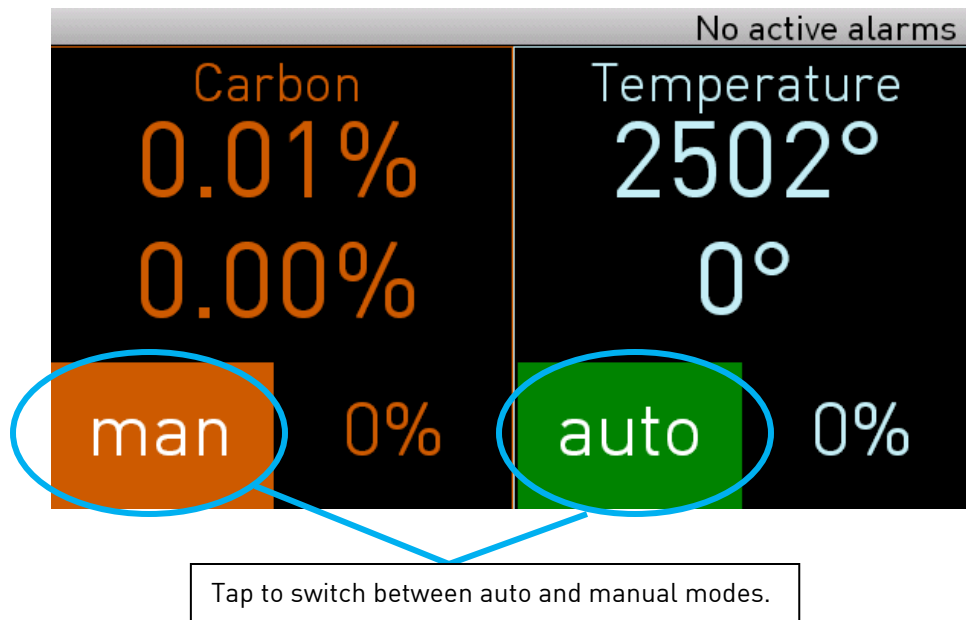 No active alarms
Carbon
0.01%
0.00%
man 0%
Temperature
2502°
0°
auto 0%
Tap to switch between auto and manual modes.